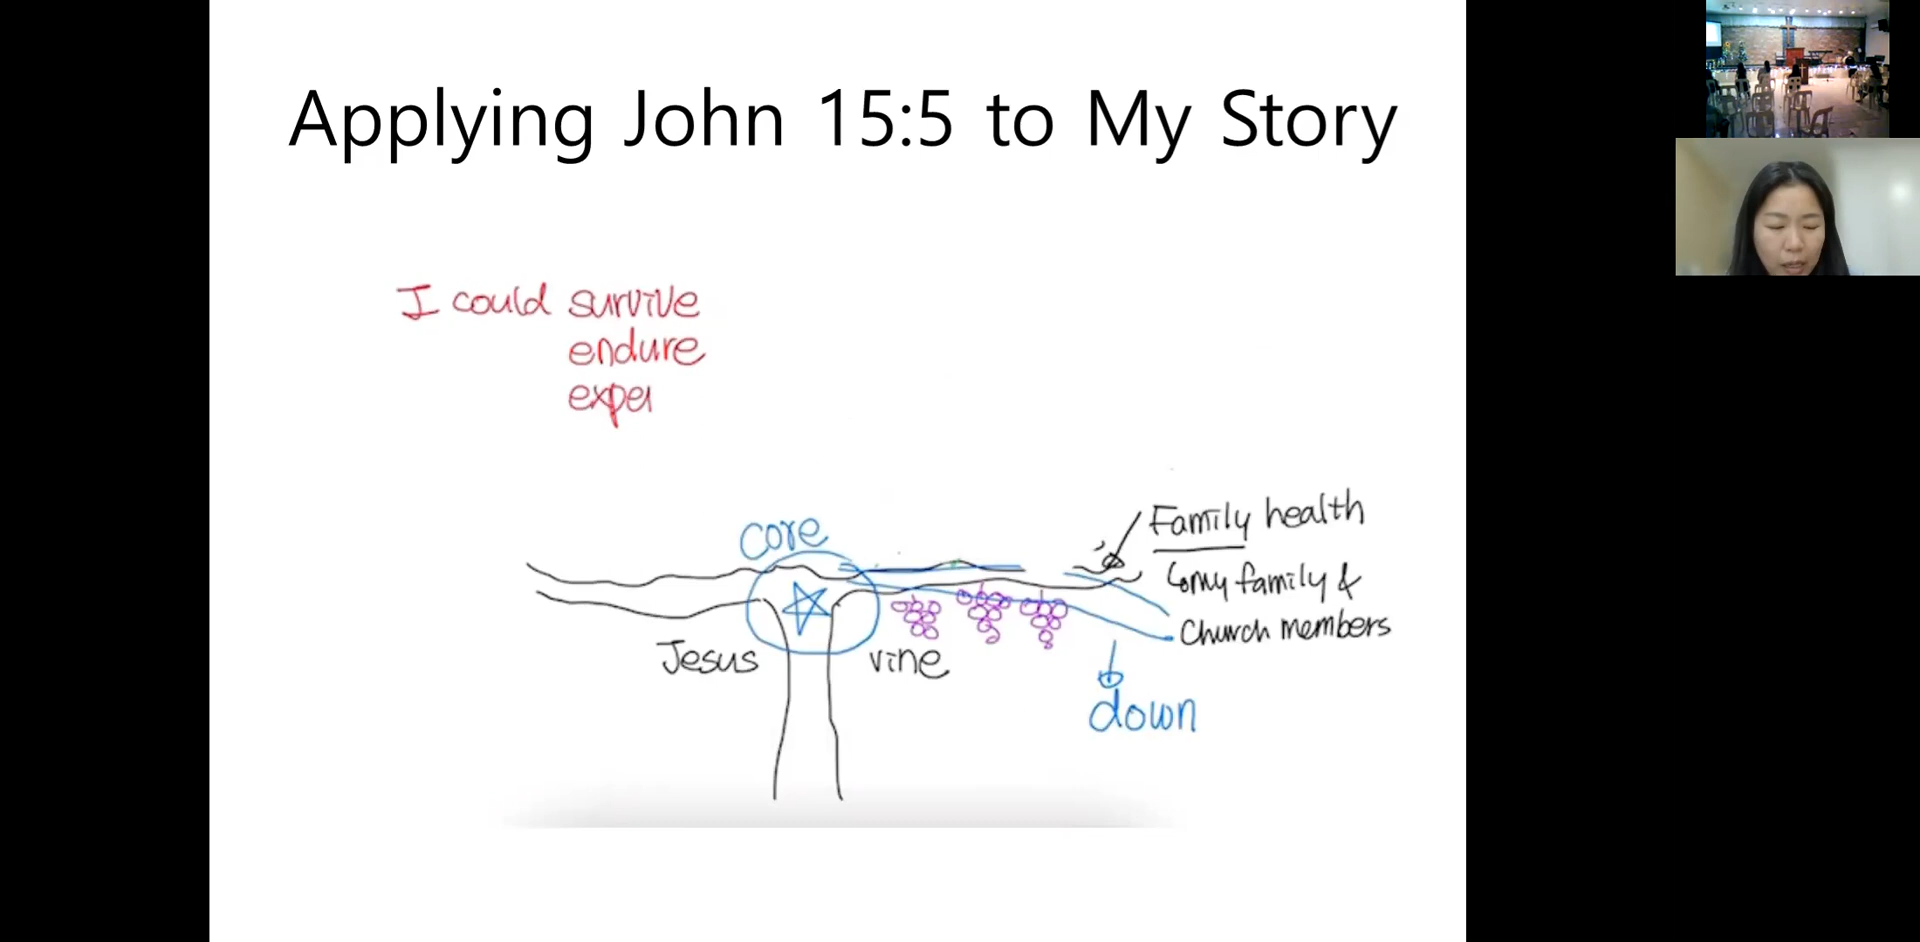 Applying John 15:5 to My Story
I could survive
endure
exper
core
Family health
my family &
Church members
Jesus
vine
down